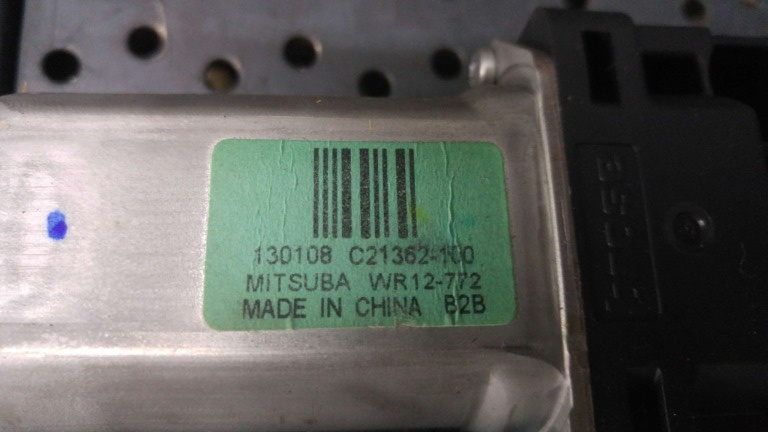 130108 C21362-100
MITSUBA WR12-772
MADE IN CHINA B2B